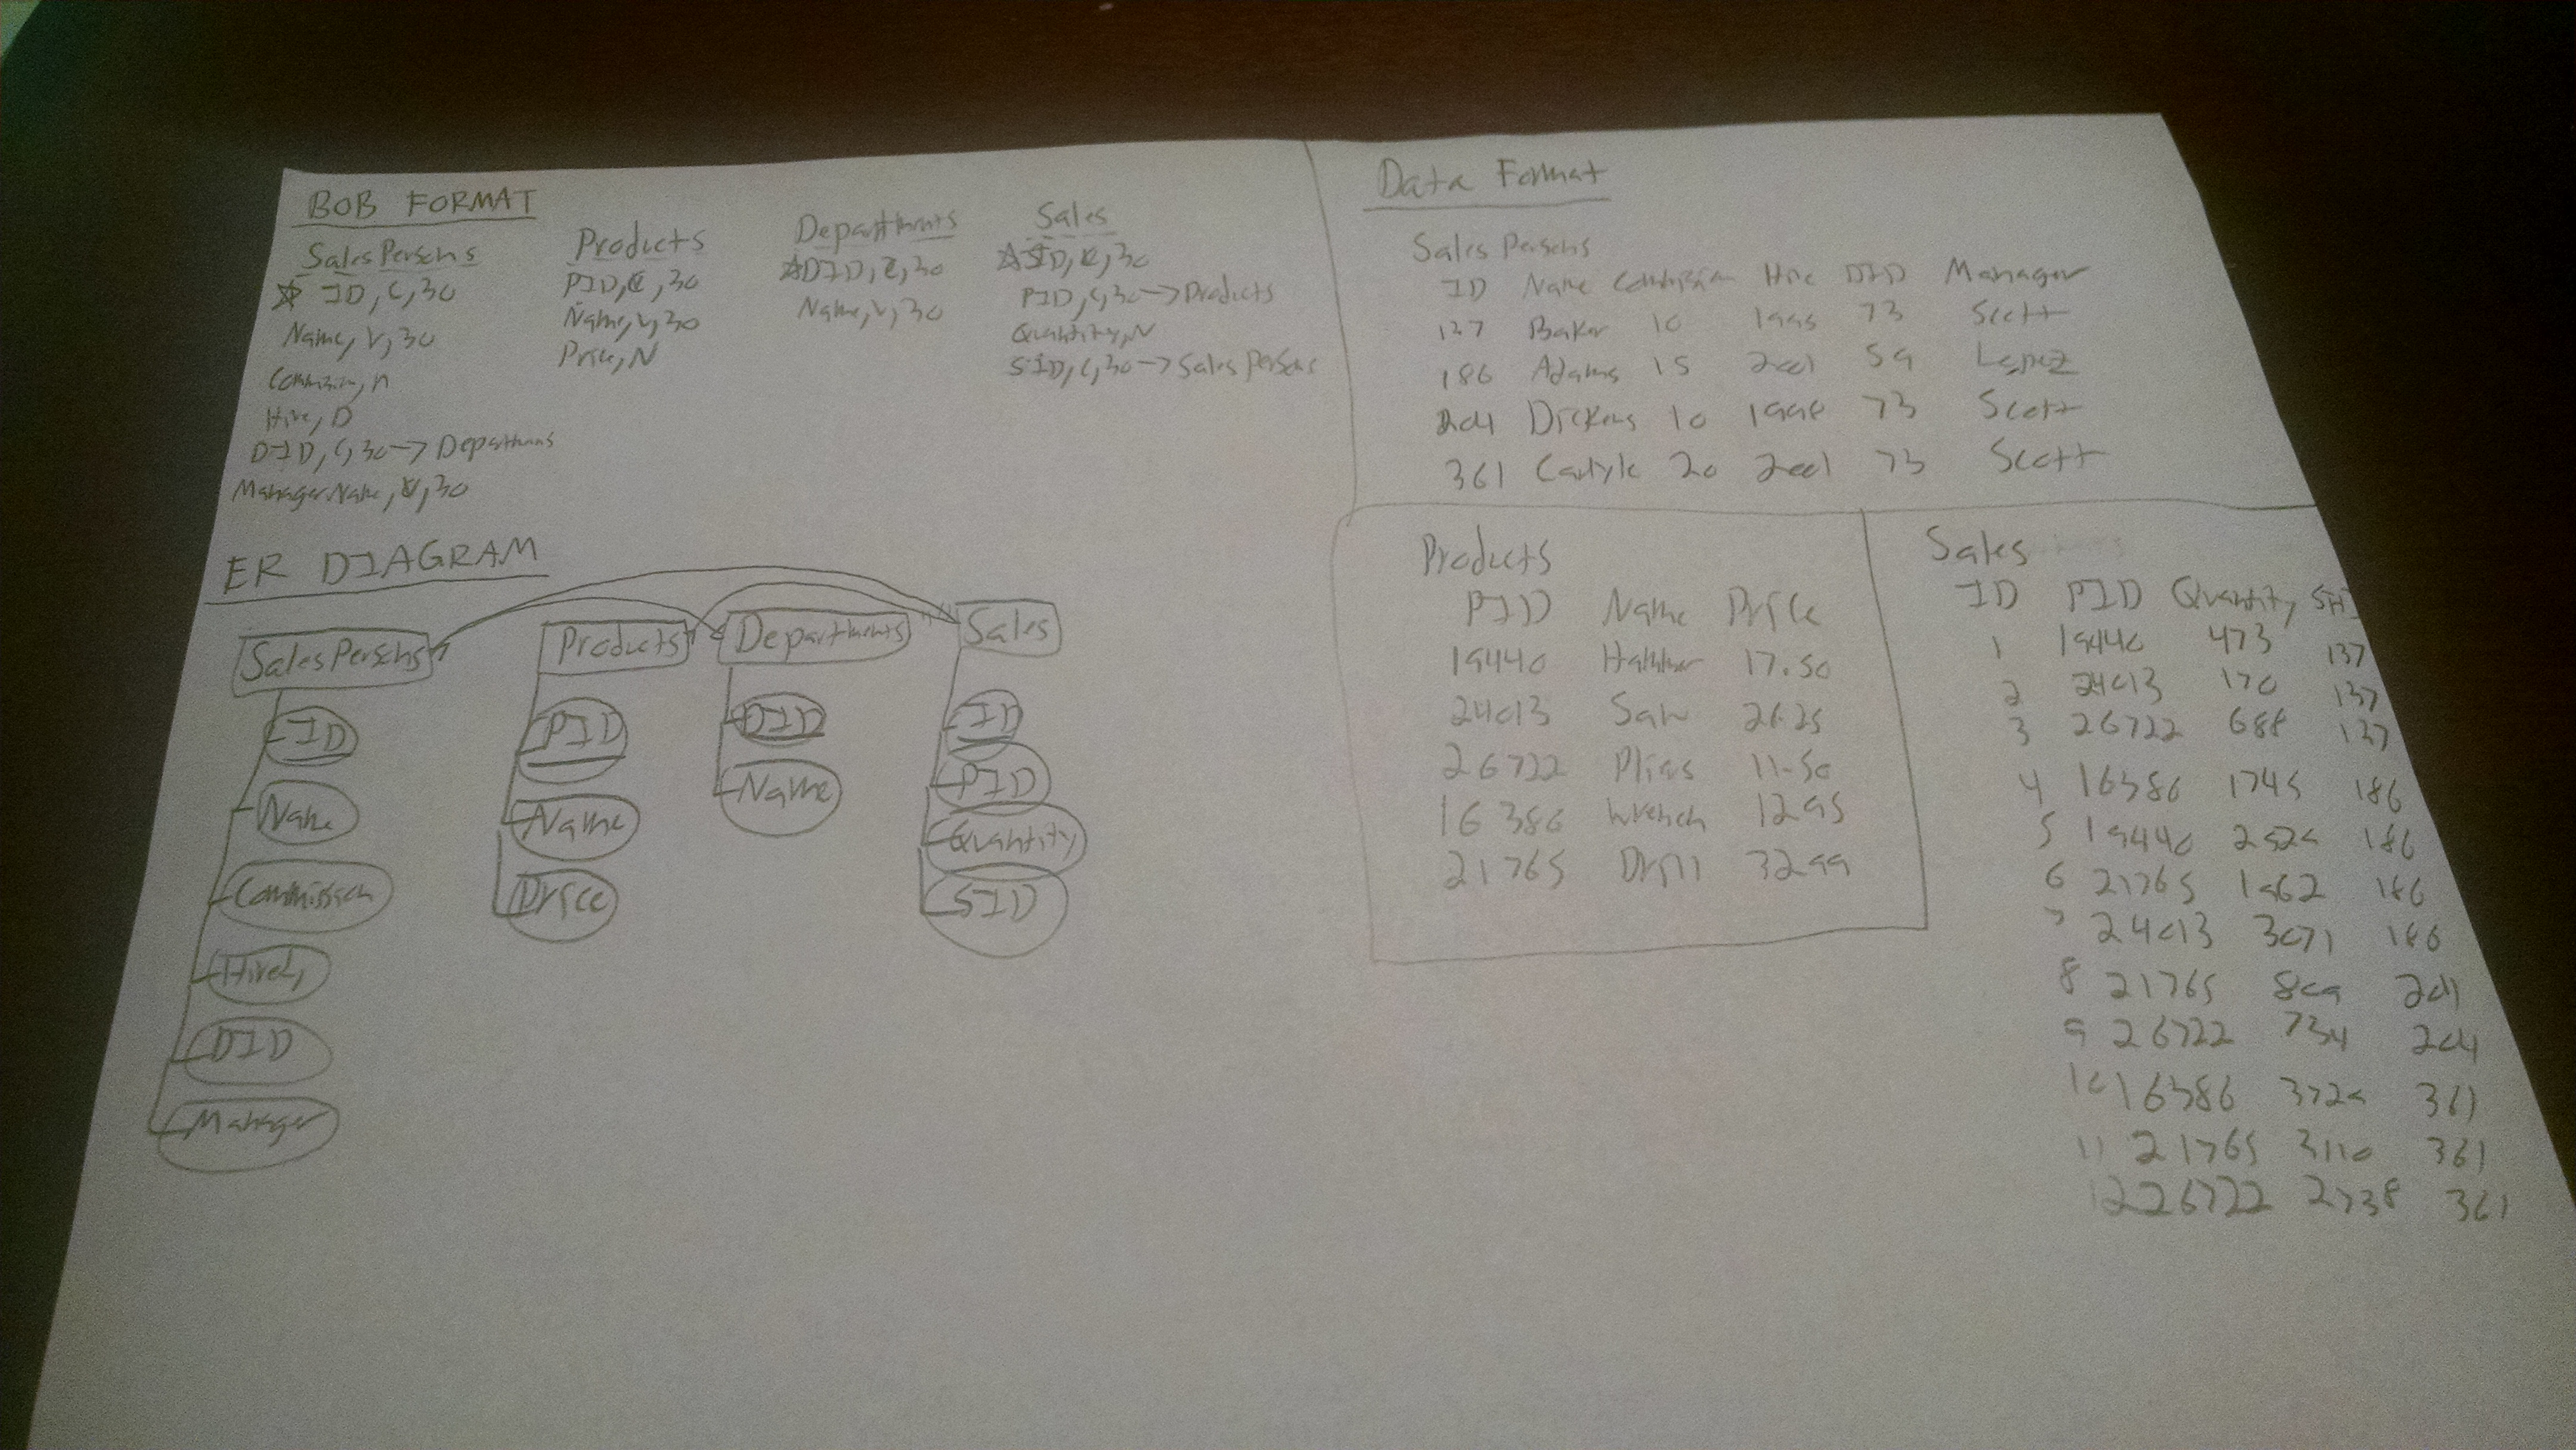 BOB FORMAT
SalesPersons
ID, C, 30
Name, V, 30
Commission, n
Hire, D
DID, C, 30 -> Departments
ManagerName, V, 30
Products
PID, C, 30
Name, V, 30
Price, N
Departments
DID, C, 30
Name, V, 30
Sales
ID, C, 30
PID, C, 30 -> Products
Quantity, N
SID, C, 30 -> SalesPersons
ER DIAGRAM
SalesPersons
ID
Name
Commission
DID
Manager
Products
PID
Name
Price
Departments
DID
Name
Sales
ID
PID
Quantity
SID
Data Format
Sales Persons
ID Name Commission Hire DID Manager
137 Baker 10 1995 73 Scott
186 Adams 15 2001 59 Lopez
204 Dickens 10 1998 73 Scott
361 Carlyle 20 2001 73 Scott
Products
PID Name Price
19440 Hammer 17.50
24013 Saw 26.25
26722 Pliers 11.50
16386 Wrench 12.95
21765 Drill 32.99
Sales
ID PID Quantity
1 19440 473 137
2 24013 170 137
3 26722 688 137
4 16386 1745 186
5 19440 2529 186
6 21765 1962 186
7 24013 3071 186
8 21765 809 204
9 26722 734 204
10 16386 3729 361
11 21765 3110 361
12 26722 2738 361